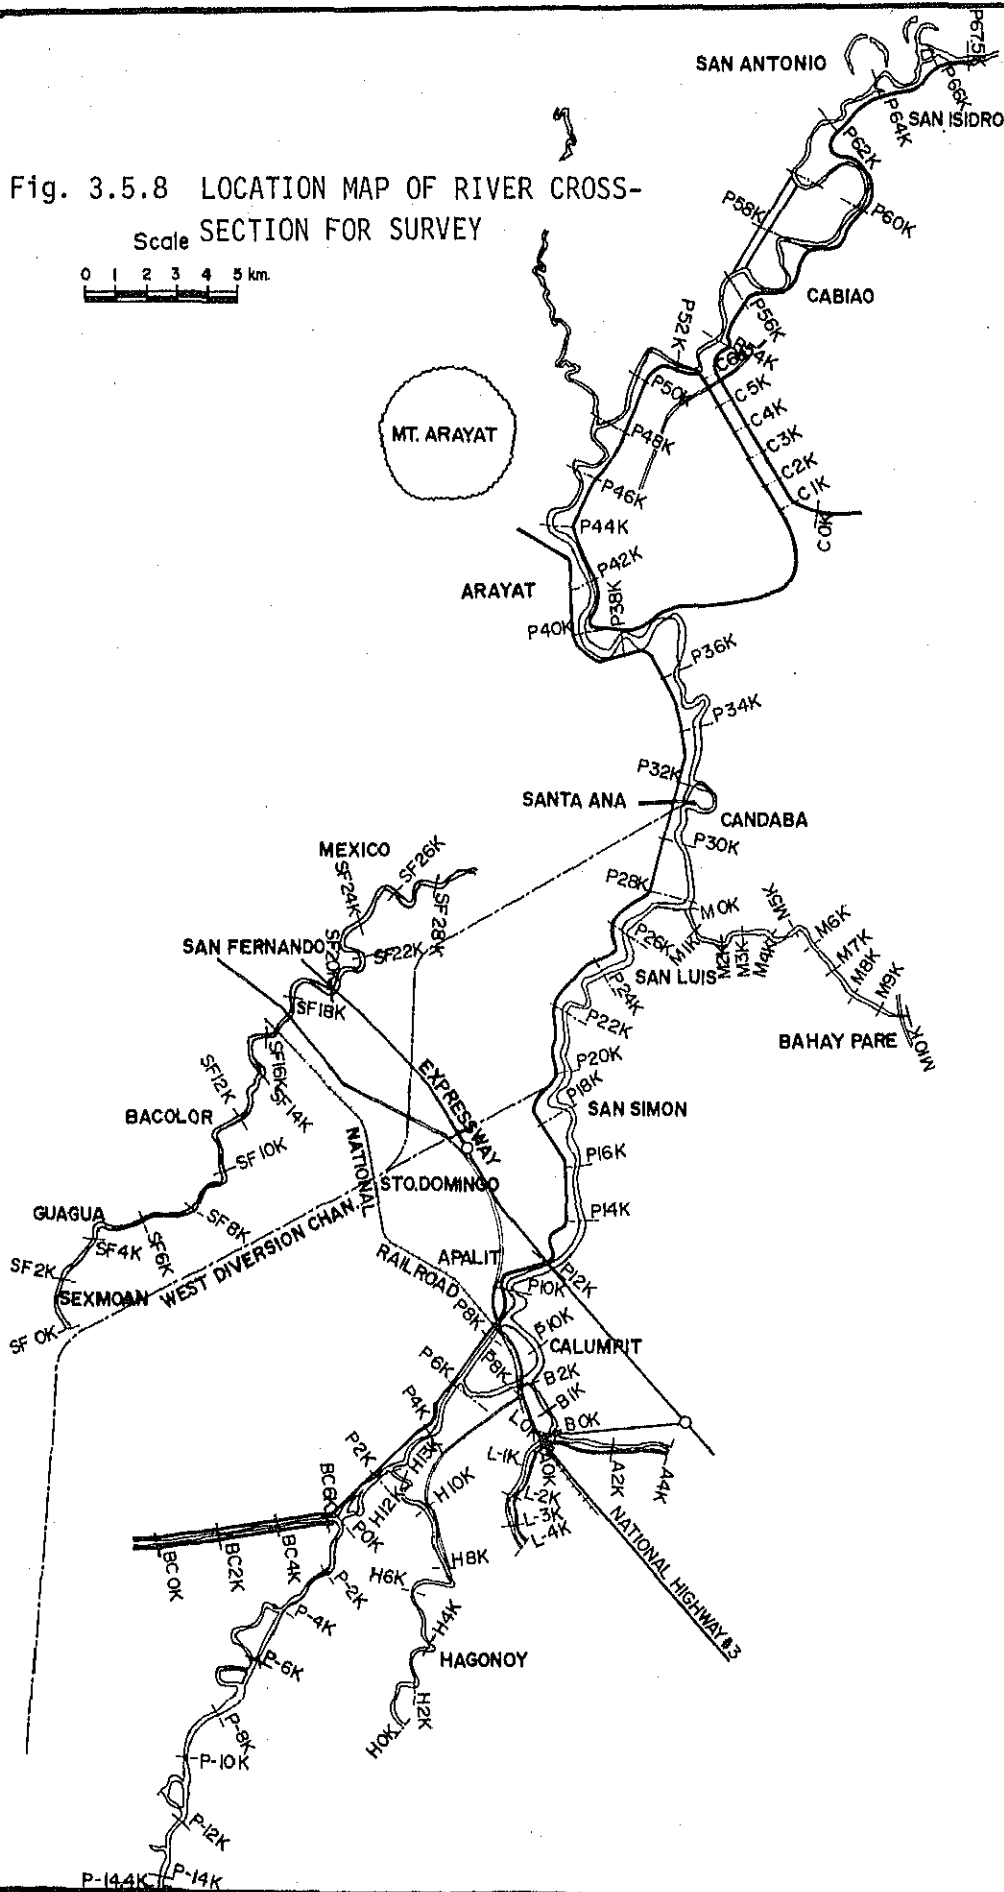 P67.5K
SAN ANTONIO
P66K
P64K
SAN ISIDRO
P62K
Fig. 3.5.8 LOCATION MAP OF RIVER CROSS-
SECTION FOR SURVEY
Scale
0 1 2 3 4 5 km.
P58K
P60K
CABIAO
P56K
P52K
P54K
C6K
P50K
C5K
C4K
MT. ARAYAT
P48K
C3K
C2K
P46K
C1K
P44K
C0K
P42K
ARAYAT
P38K
P40K
P36K
P34K
P32K
SANTA ANA
CANDABA
P30K
MEXICO
SF26K
SF24K
SF28K
P28K
M0K
M5K
M6K
SAN FERNANDO
SF20K
SF22K
P26K
M1K
M2K
M3K
M4K
M7K
M8K
M9K
SAN LUIS
P24K
SF18K
P22K
BAHAY PARE
M10K
SF16K
P20K
SF12K
SF14K
EXPRESSWAY
P18K
BACOLOR
SAN SIMON
SF10K
NATIONAL
P16K
STO.DOMINGO
GUAGUA
SF8K
P14K
SF4K
SF6K
WEST DIVERSION CHAN.
RAILROAD
APALIT
P12K
SF2K
P10K
SEXMOAN
P8K
SF 0K
P10K
CALUMPIT
P6K
P8K
B2K
P4K
B1K
L0K
B0K
P2K
H13K
L-1K
A0K
A2K
A4K
BC6K
H12K
H10K
L-2K
P0K
L-3K
L-4K
NATIONAL HIGHWAY #3
BC0K
BC2K
BC4K
P-2K
H8K
H6K
P-4K
H4K
P-6K
HAGONOY
H2K
P-8K
H0K
P-10K
P-12K
P-14.4K
P-14K